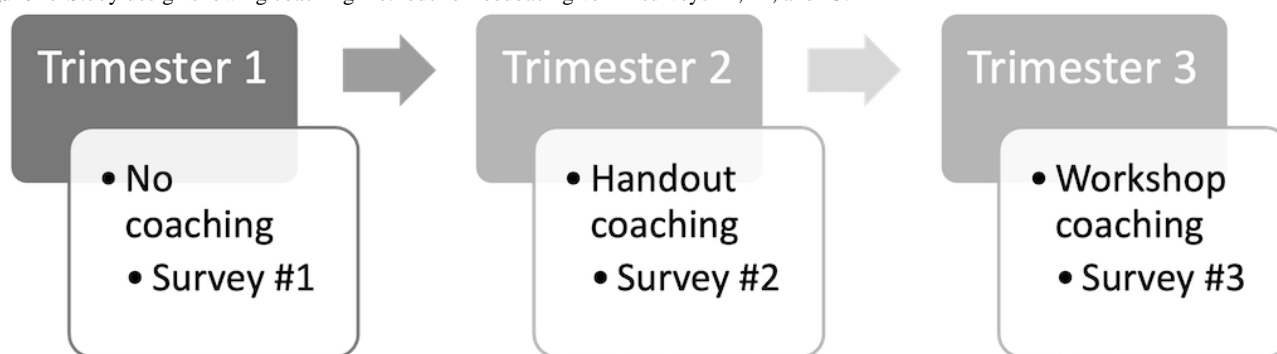 Trimester 1
• No
coaching
• Survey #1
Trimester 2
• Handout
coaching
• Survey #2
Trimester 3
• Workshop
coaching
• Survey #3